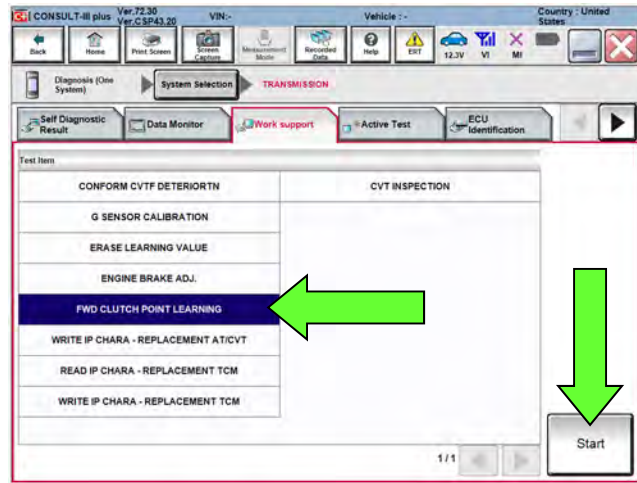 CONSULT-III plus Ver.72.30 VIN:- Vehicle : - Country : United
Ver.CSP43.20 States
Back Home Print Screen Screen Capture Measurement Mode Recorded Data Help ERT 12.3V VI MI
Diagnosis (One System) System Selection TRANSMISSION
Self Diagnostic Result Data Monitor Work support Active Test ECU Identification
Test Item
CONFORM CVTF DETERIORTN CVT INSPECTION
G SENSOR CALIBRATION
ERASE LEARNING VALUE
ENGINE BRAKE ADJ.
FWD CLUTCH POINT LEARNING
WRITE IP CHARA - REPLACEMENT AT/CVT
READ IP CHARA - REPLACEMENT TCM
WRITE IP CHARA - REPLACEMENT TCM
1/1
Start